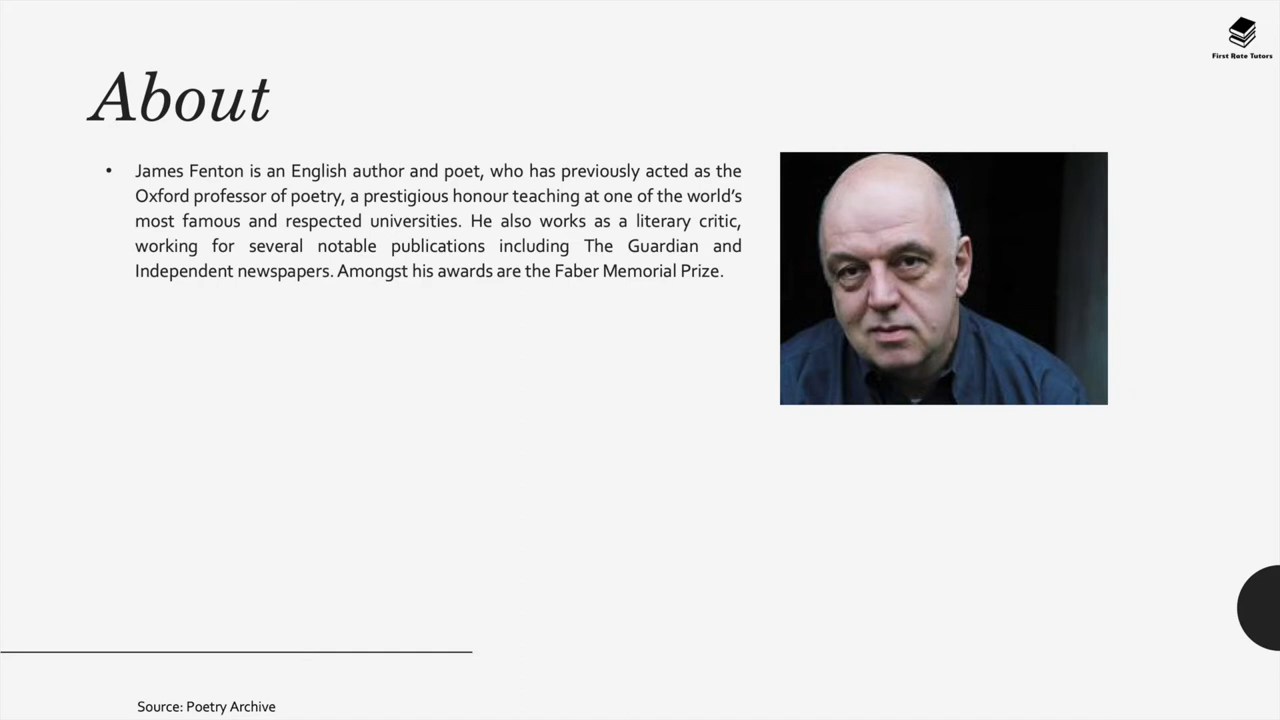 First Rate Tutors
About
• James Fenton is an English author and poet, who has previously acted as the
Oxford professor of poetry, a prestigious honour teaching at one of the world's
most famous and respected universities. He also works as a literary critic,
working for several notable publications including The Guardian and
Independent newspapers. Amongst his awards are the Faber Memorial Prize.
Source: Poetry Archive